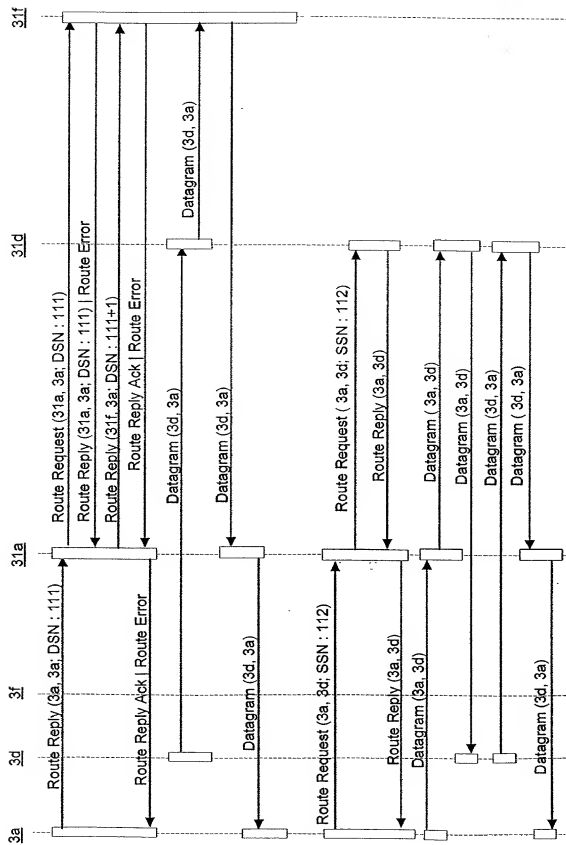 3a
3d
3f
31a
31d
31f
Route Reply (3a, 3a; DSN : 111)
Route Request (31a, 3a; DSN : 111)
Route Reply (31a, 3a; DSN : 111) | Route Error
Route Reply (31f, 3a; DSN : 111+1)
Route Reply Ack | Route Error
Route Reply Ack | Route Error
Datagram (3d, 3a)
Datagram (3d, 3a)
Datagram (3d, 3a)
Datagram (3d, 3a)
Route Request (3a, 3d; SSN : 112)
Route Request ( 3a, 3d; SSN : 112)
Route Reply (3a, 3d)
Route Reply (3a, 3d)
Datagram (3a, 3d)
Datagram ( 3a, 3d)
Datagram (3a, 3d)
Datagram (3d, 3a)
Datagram ( 3d, 3a)
Datagram (3d, 3a)